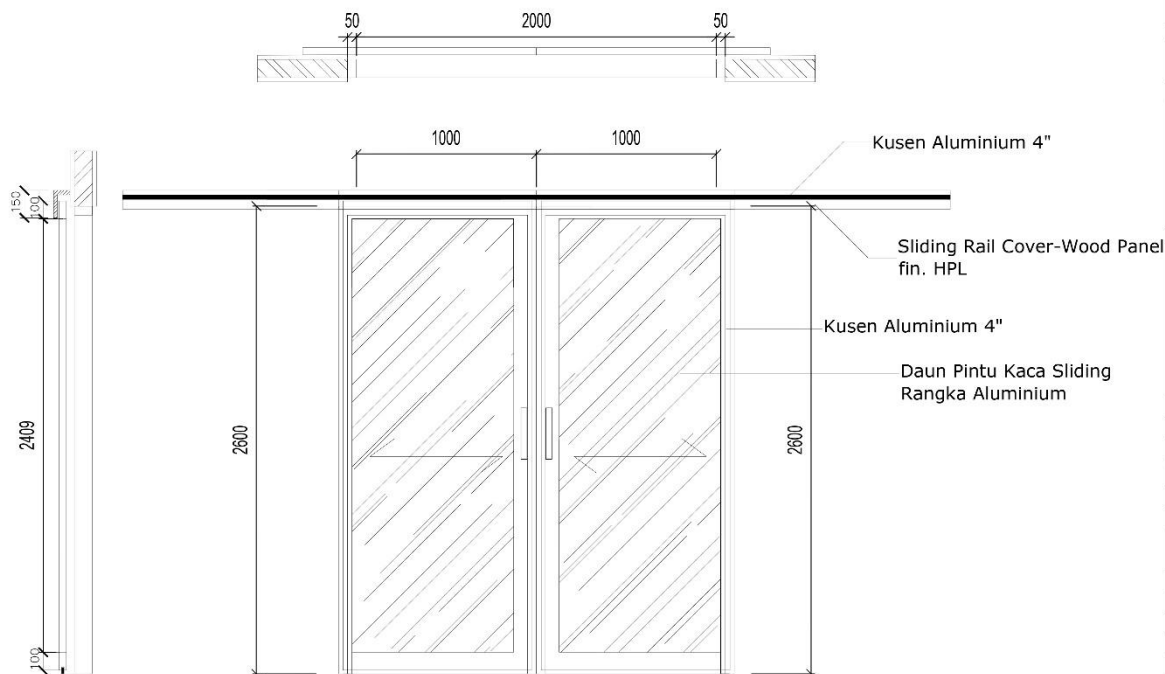 50
2000
50
1000
1000
Kusen Aluminium 4"
150
100
Sliding Rail Cover-Wood Panel
fin. HPL
Kusen Aluminium 4"
Daun Pintu Kaca Sliding
Rangka Aluminium
2409
2600
2600
100